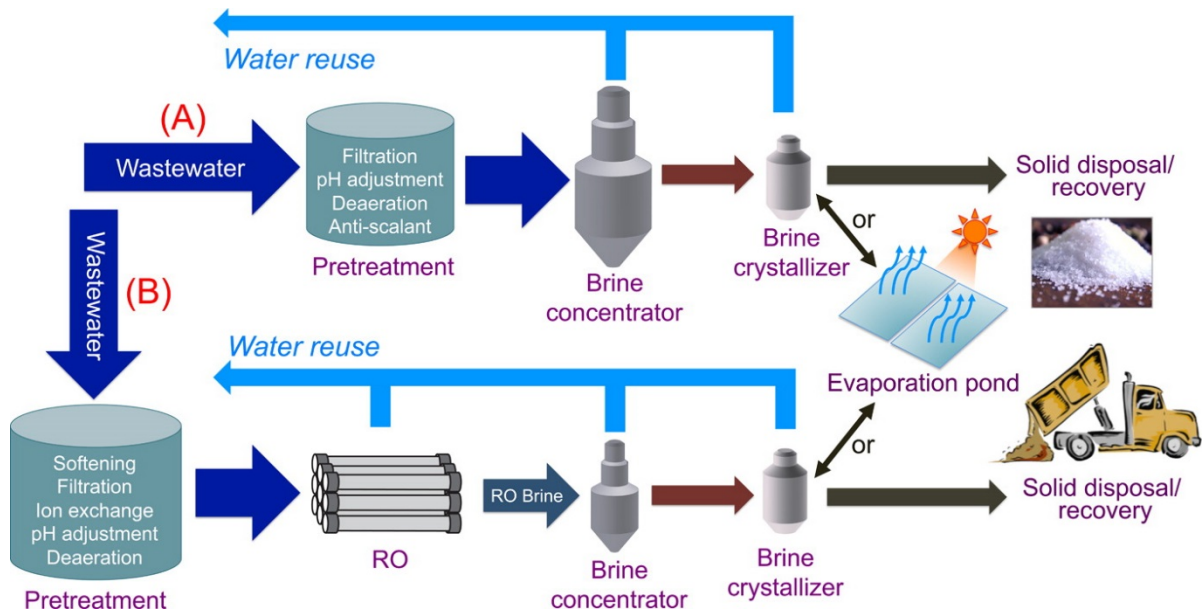 Water reuse
(A)
Wastewater
Filtration
pH adjustment
Deaeration
Anti-scalant
Pretreatment
Brine
concentrator
Brine
crystallizer
or
Solid disposal/
recovery
Evaporation pond
Wastewater
(B)
Water reuse
Softening
Filtration
Ion exchange
pH adjustment
Deaeration
Pretreatment
RO
RO Brine
Brine
concentrator
Brine
crystallizer
or
Solid disposal/
recovery